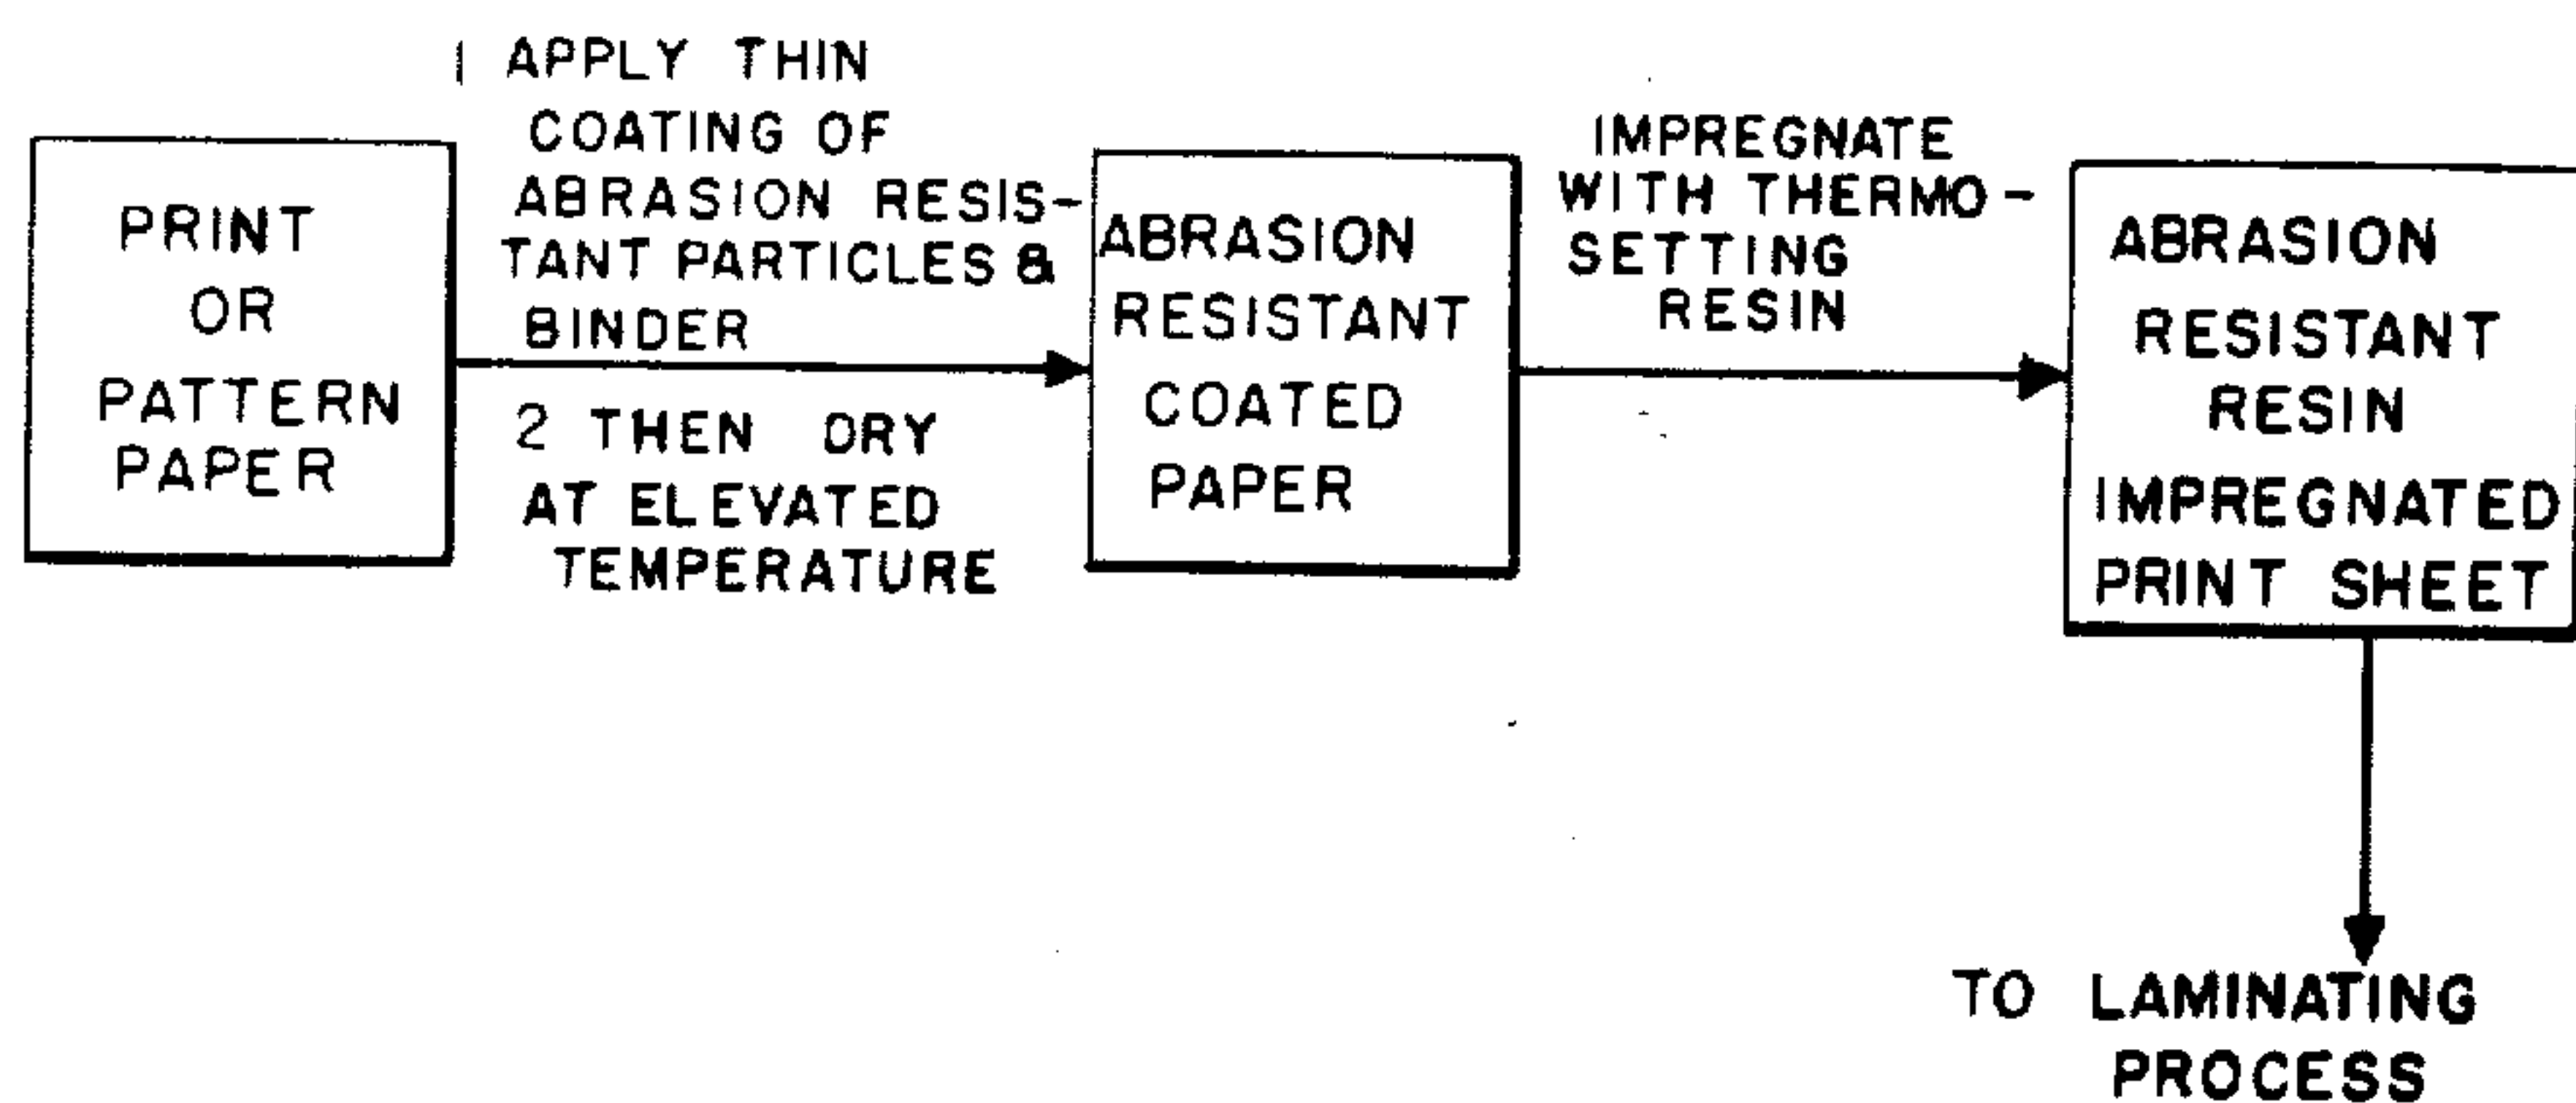 PRINT
OR
PATTERN
PAPER
1 APPLY THIN
COATING OF
ABRASION RESIS-
TANT PARTICLES &
BINDER
2 THEN DRY
AT ELEVATED
TEMPERATURE
ABRASION
RESISTANT
COATED
PAPER
IMPREGNATE
WITH THERMO-
SETTING
RESIN
ABRASION
RESISTANT
RESIN
IMPREGNATED
PRINT SHEET
TO LAMINATING
PROCESS